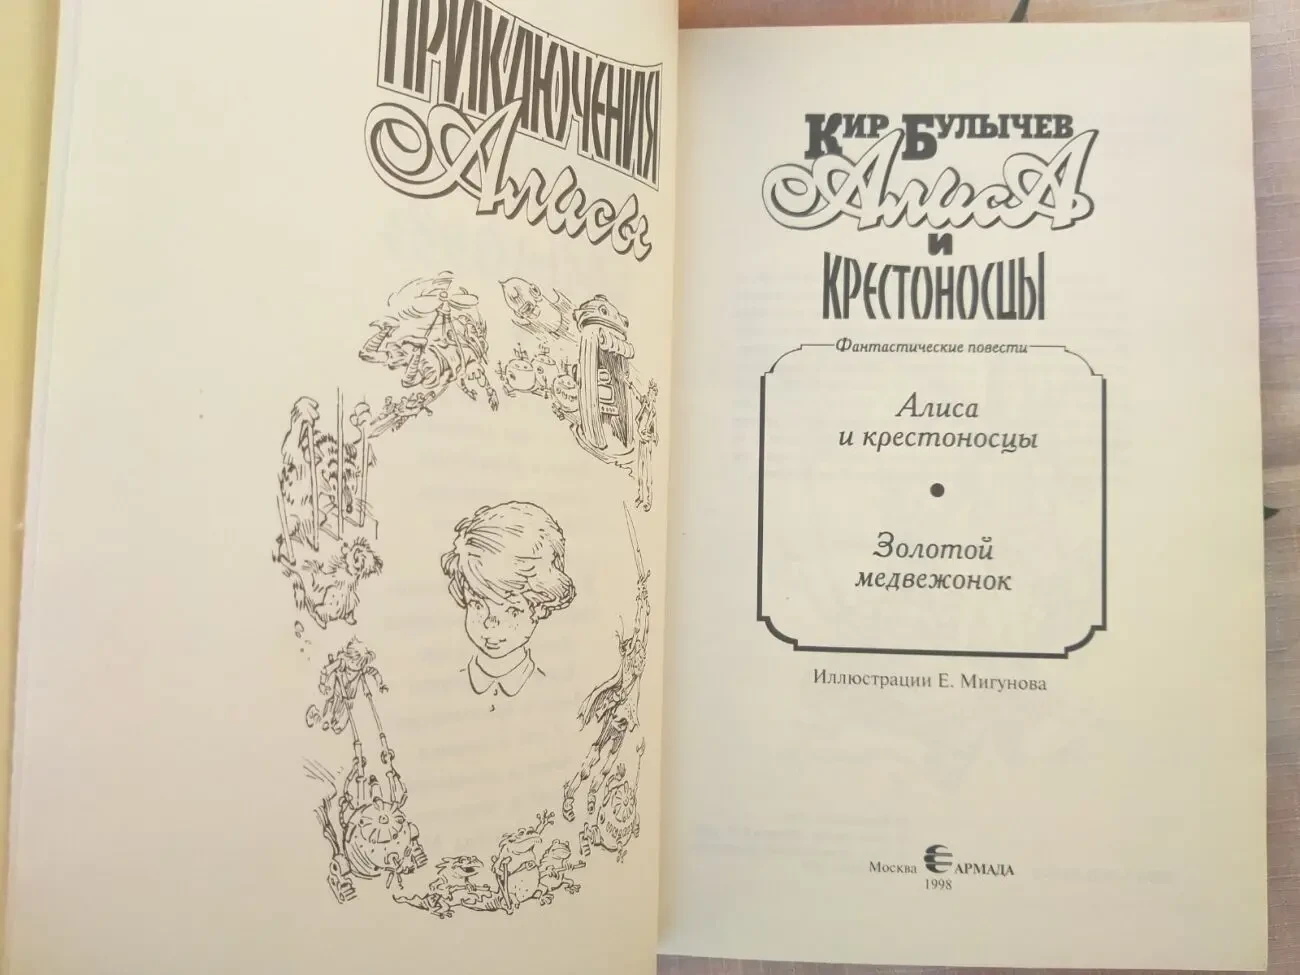 ПРИКЛЮЧЕНИЯ
Алисы
Кир Булычев
Алиса
и
КРЕСТОНОСЦЫ
Фантастические повести
Алиса
и крестоносцы
•
Золотой
медвежонок
Иллюстрации Е. Мигунова
Москва АРМАДА
1998